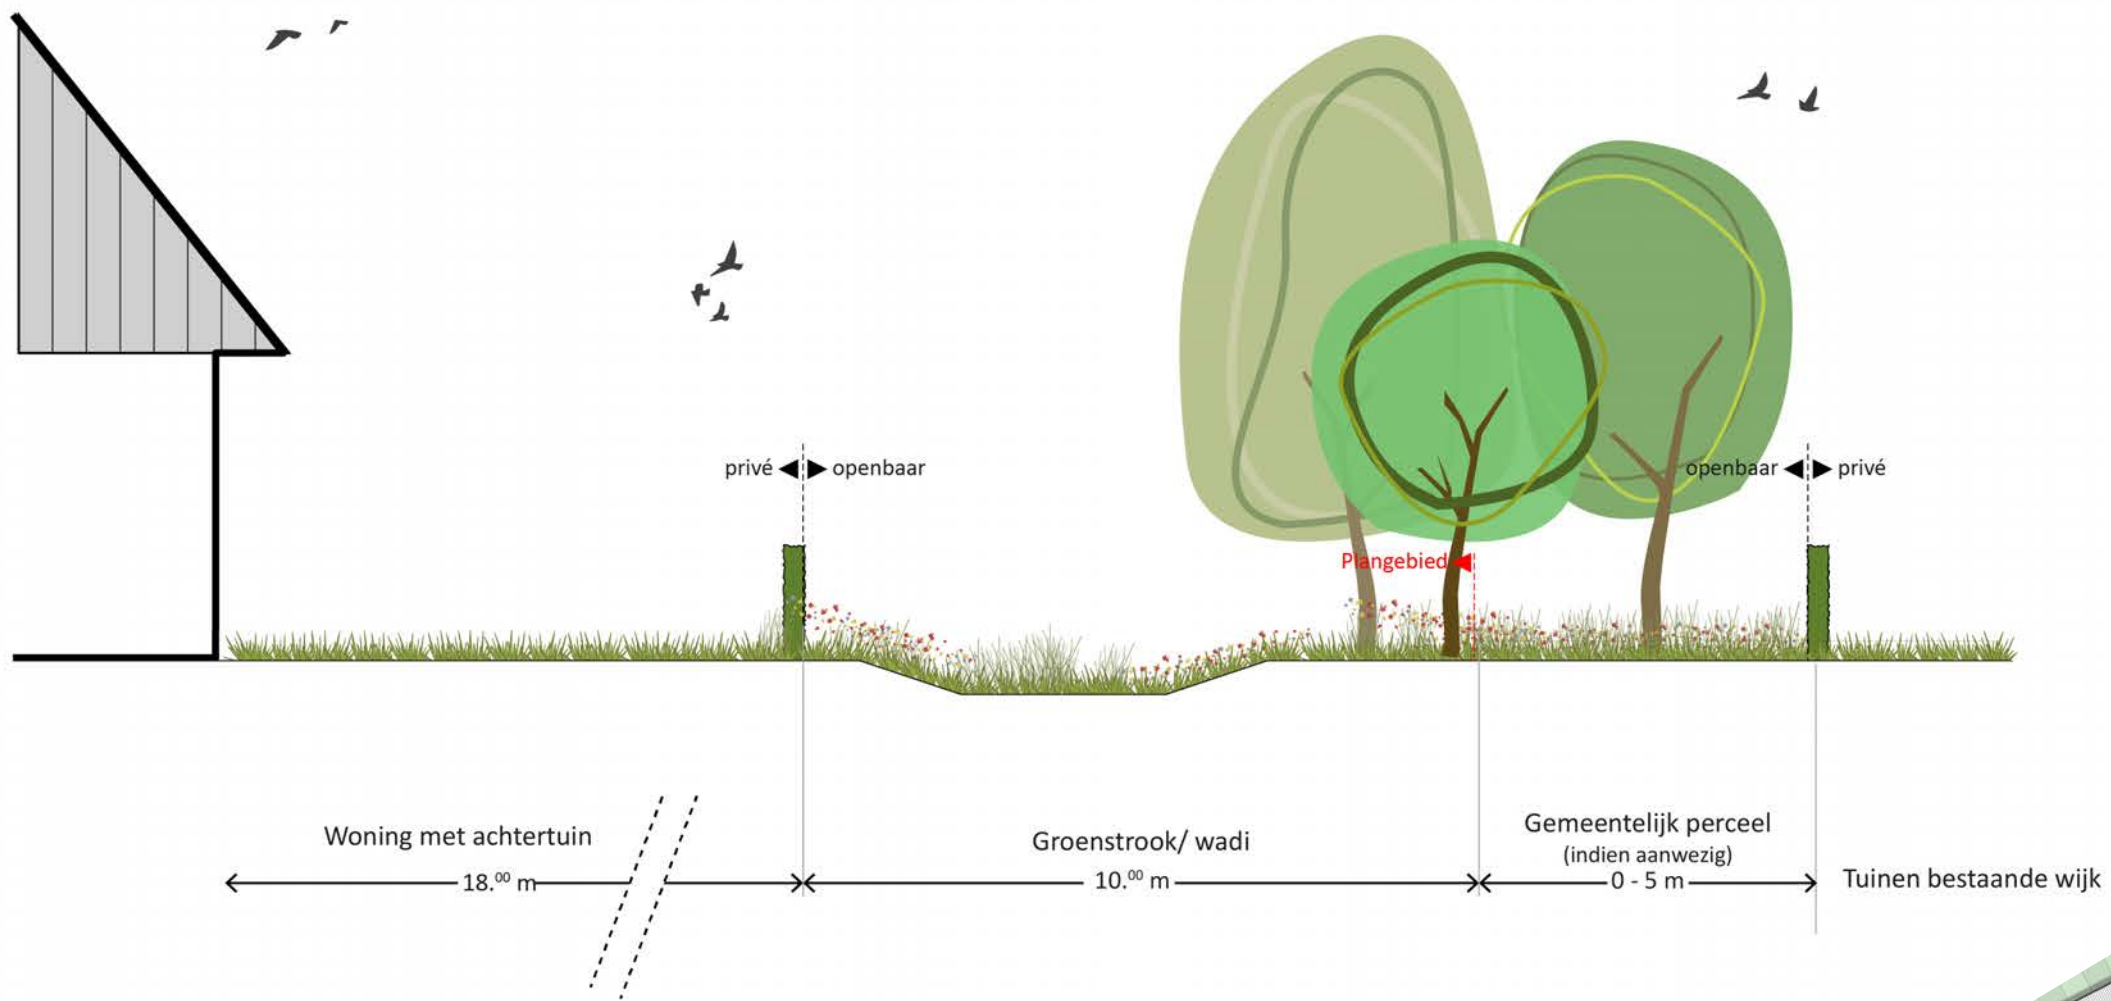 privé openbaar
openbaar privé
Plangebied
Woning met achtertuin
18.⁰⁰ m
Groenstrook/ wadi
10.⁰⁰ m
Gemeentelijk perceel
(indien aanwezig)
0 - 5 m
Tuinen bestaande wijk